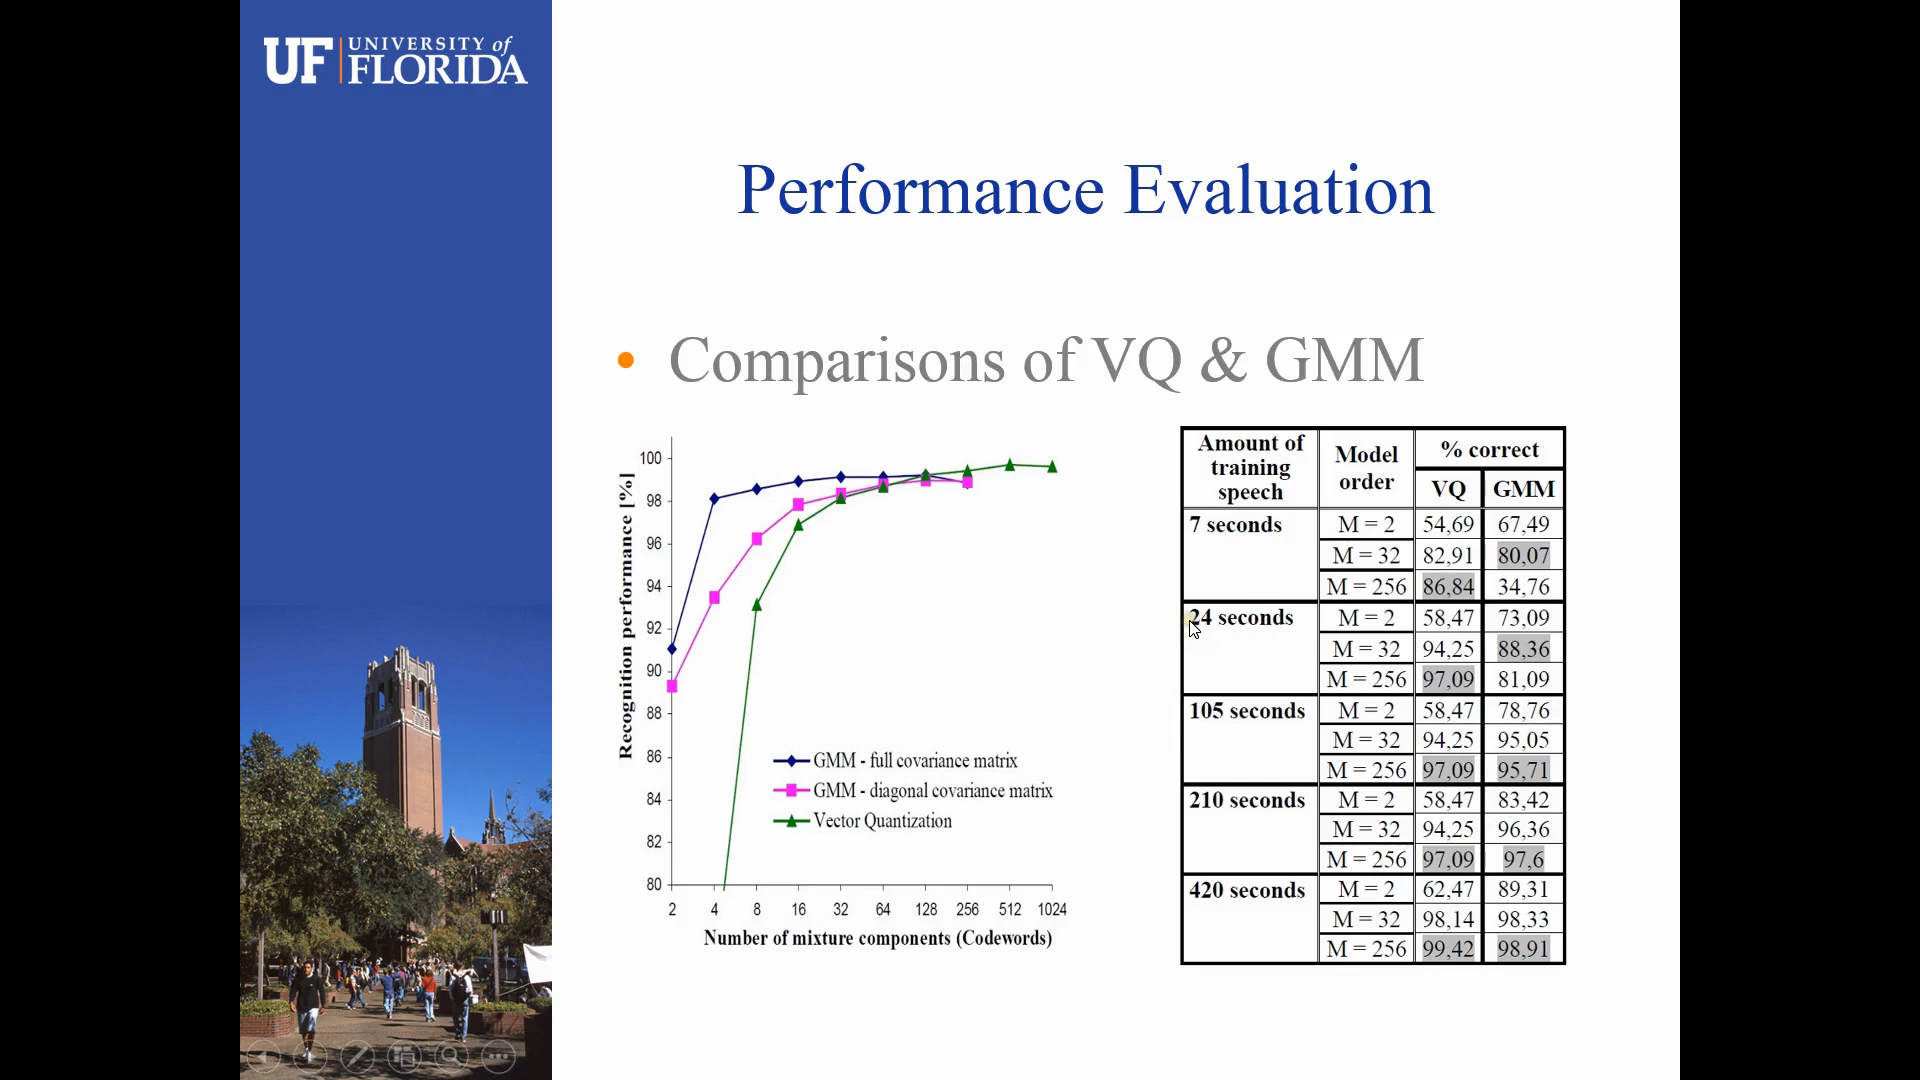 UF UNIVERSITY of
FLORIDA
Performance Evaluation
• Comparisons of VQ & GMM
Recognition performance [%]
100
98
96
94
92
90
88
86
84
82
80
2 4 8 16 32 64 128 256 512 1024
Number of mixture components (Codewords)
GMM - full covariance matrix
GMM - diagonal covariance matrix
Vector Quantization
Amount of training speech Model order % correct
VQ GMM
7 seconds M = 2 54,69 67,49
M = 32 82,91 80,07
M = 256 86,84 34,76
24 seconds M = 2 58,47 73,09
M = 32 94,25 88,36
M = 256 97,09 81,09
105 seconds M = 2 58,47 78,76
M = 32 94,25 95,05
M = 256 97,09 95,71
210 seconds M = 2 58,47 83,42
M = 32 94,25 96,36
M = 256 97,09 97,6
420 seconds M = 2 62,47 89,31
M = 32 98,14 98,33
M = 256 99,42 98,91